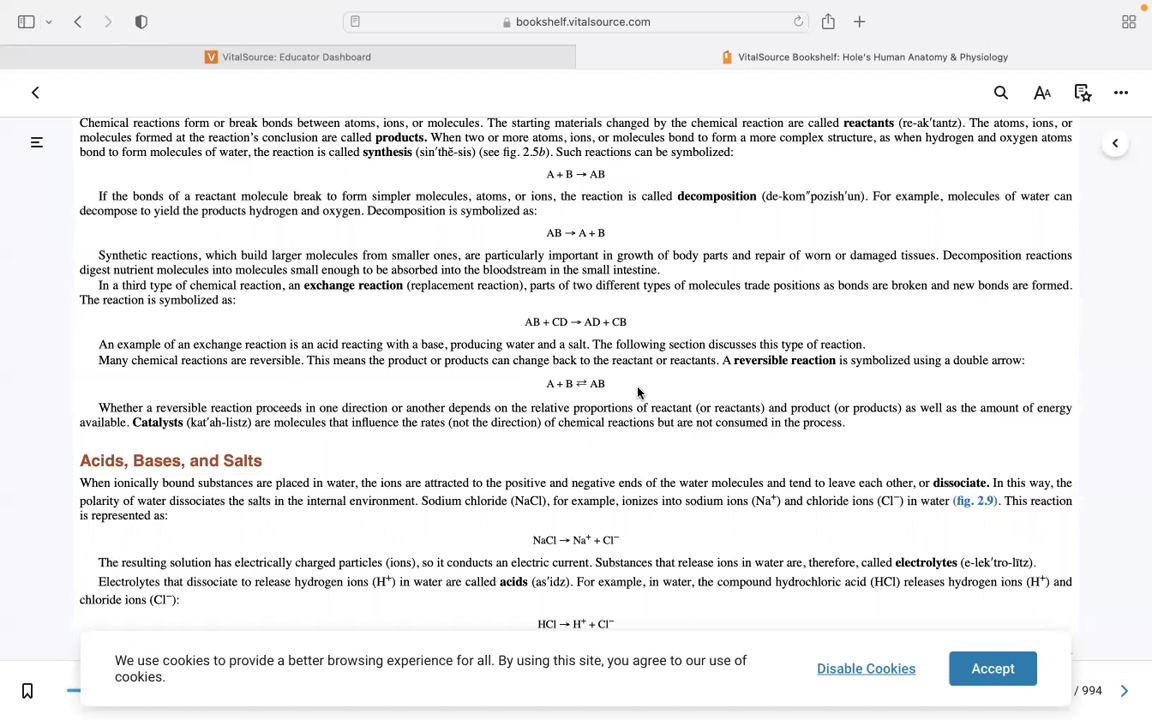 bookshelf.vitalsource.com
VitalSource: Educator Dashboard
VitalSource Bookshelf: Hole's Human Anatomy & Physiology
Chemical reactions form or break bonds between atoms, ions, or molecules. The starting materials changed by the chemical reaction are called reactants (re-ak′tantz). The atoms, ions, or
molecules formed at the reaction's conclusion are called products. When two or more atoms, ions, or molecules bond to form a more complex structure, as when hydrogen and oxygen atoms
bond to form molecules of water, the reaction is called synthesis (sin′thĕ-sis) (see fig. 2.5b). Such reactions can be symbolized:
A + B → AB
If the bonds of a reactant molecule break to form simpler molecules, atoms, or ions, the reaction is called decomposition (de-kom″pozish′un). For example, molecules of water can
decompose to yield the products hydrogen and oxygen. Decomposition is symbolized as:
AB → A + B
Synthetic reactions, which build larger molecules from smaller ones, are particularly important in growth of body parts and repair of worn or damaged tissues. Decomposition reactions
digest nutrient molecules into molecules small enough to be absorbed into the bloodstream in the small intestine.
In a third type of chemical reaction, an exchange reaction (replacement reaction), parts of two different types of molecules trade positions as bonds are broken and new bonds are formed.
The reaction is symbolized as:
AB + CD → AD + CB
An example of an exchange reaction is an acid reacting with a base, producing water and a salt. The following section discusses this type of reaction.
Many chemical reactions are reversible. This means the product or products can change back to the reactant or reactants. A reversible reaction is symbolized using a double arrow:
A + B ⇌ AB
Whether a reversible reaction proceeds in one direction or another depends on the relative proportions of reactant (or reactants) and product (or products) as well as the amount of energy
available. Catalysts (kat′ah-listz) are molecules that influence the rates (not the direction) of chemical reactions but are not consumed in the process.
Acids, Bases, and Salts
When ionically bound substances are placed in water, the ions are attracted to the positive and negative ends of the water molecules and tend to leave each other, or dissociate. In this way, the
polarity of water dissociates the salts in the internal environment. Sodium chloride (NaCl), for example, ionizes into sodium ions (Na⁺) and chloride ions (Cl⁻) in water (fig. 2.9). This reaction
is represented as:
NaCl → Na⁺ + Cl⁻
The resulting solution has electrically charged particles (ions), so it conducts an electric current. Substances that release ions in water are, therefore, called electrolytes (e-lek′tro-lītz).
Electrolytes that dissociate to release hydrogen ions (H⁺) in water are called acids (as′idz). For example, in water, the compound hydrochloric acid (HCl) releases hydrogen ions (H⁺) and
chloride ions (Cl⁻):
HCl → H⁺ + Cl⁻
We use cookies to provide a better browsing experience for all. By using this site, you agree to our use of
cookies.
Disable Cookies
Accept
/ 994